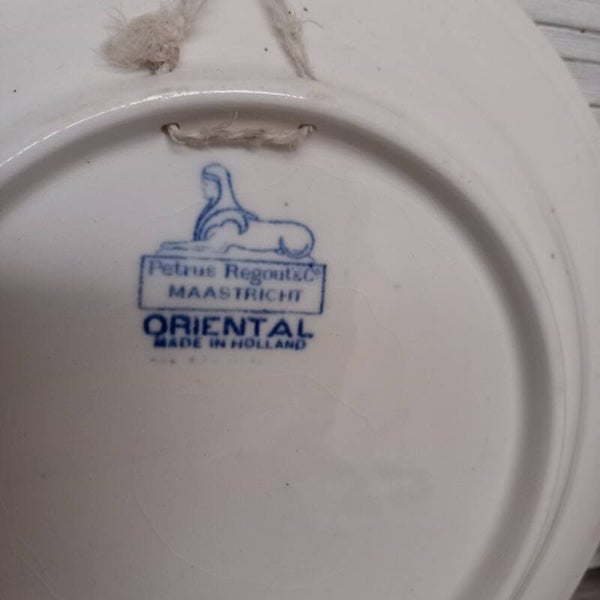 Petrus Regout & Co
MAASTRICHT
ORIENTAL
MADE IN HOLLAND